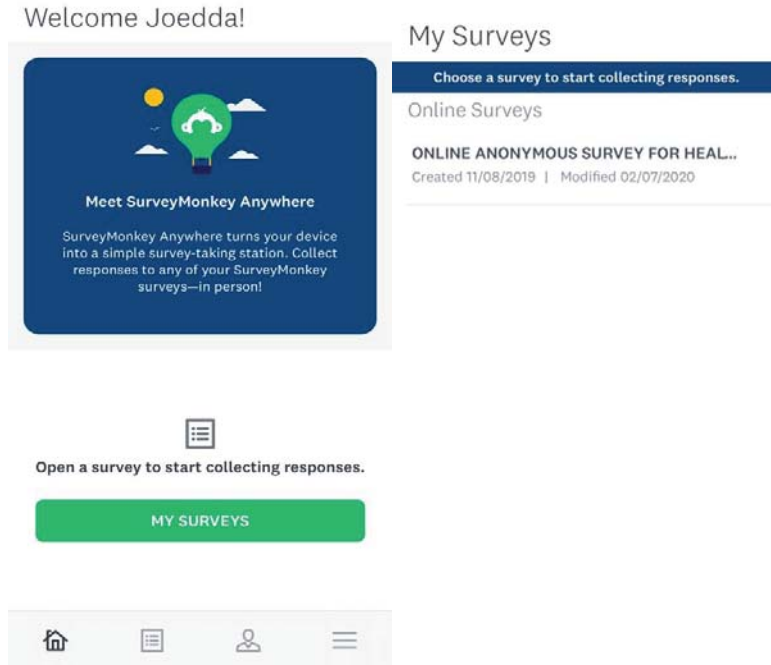 Welcome Joedda!
Meet SurveyMonkey Anywhere
SurveyMonkey Anywhere turns your device
into a simple survey-taking station. Collect
responses to any of your SurveyMonkey
surveys—in person!
Open a survey to start collecting responses.
MY SURVEYS
My Surveys
Choose a survey to start collecting responses.
Online Surveys
ONLINE ANONYMOUS SURVEY FOR HEAL...
Created 11/08/2019 | Modified 02/07/2020